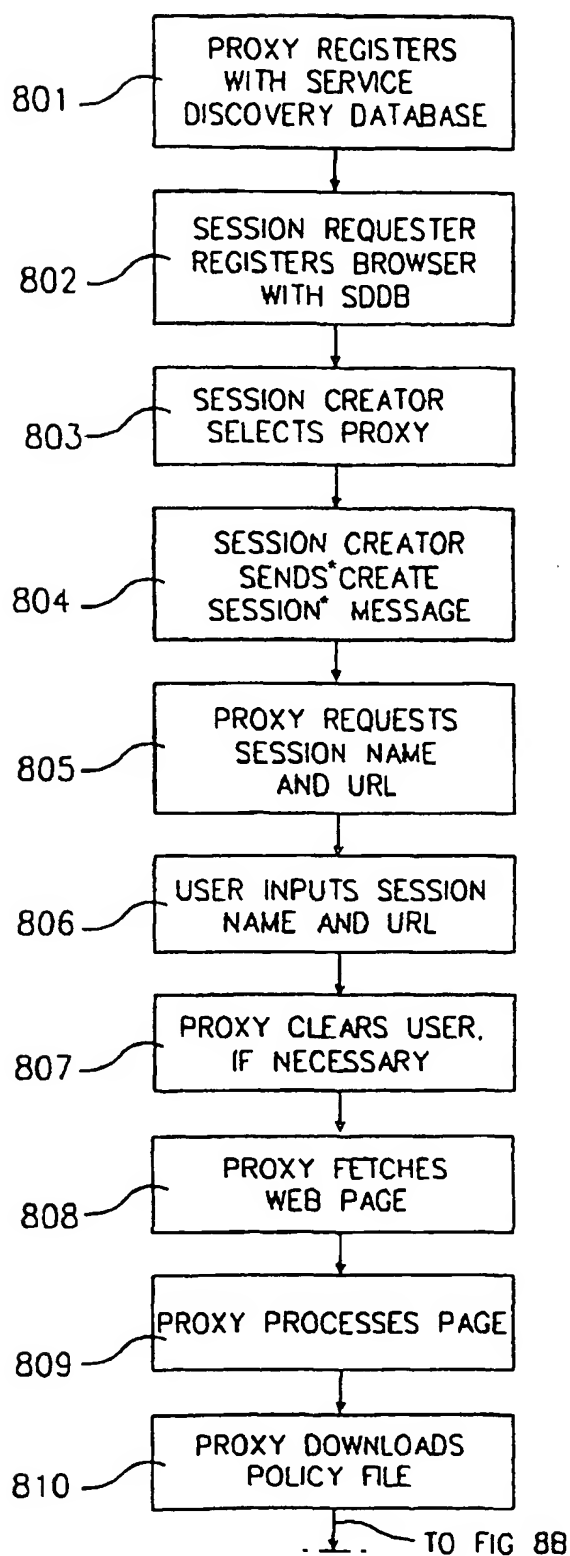 PROXY REGISTERS
WITH SERVICE
DISCOVERY DATABASE
801
SESSION REQUESTER
REGISTERS BROWSER
WITH SDDB
802
SESSION CREATOR
SELECTS PROXY
803
SESSION CREATOR
SENDS*CREATE
SESSION* MESSAGE
804
PROXY REQUESTS
SESSION NAME
AND URL
805
USER INPUTS SESSION
NAME AND URL
806
PROXY CLEARS USER,
IF NECESSARY
807
PROXY FETCHES
WEB PAGE
808
PROXY PROCESSES PAGE
809
PROXY DOWNLOADS
POLICY FILE
810
TO FIG 8B